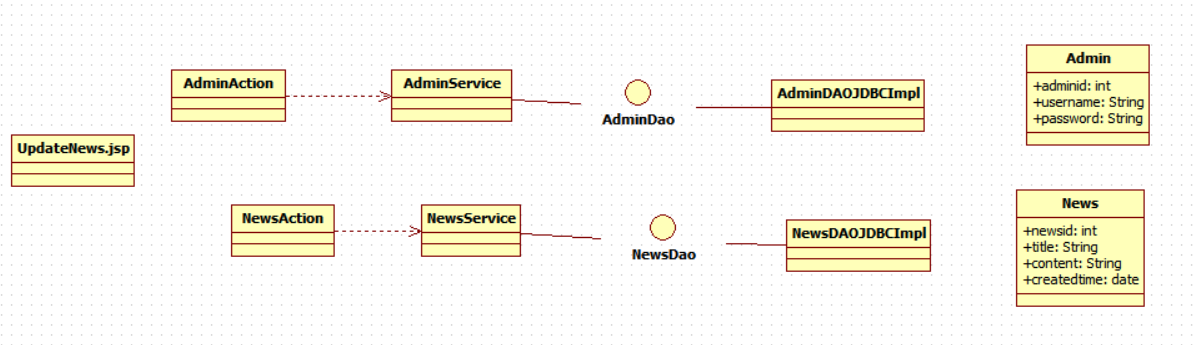 AdminAction
AdminService
AdminDao
AdminDAOJDBCImpl
Admin
+adminid: int
+username: String
+password: String
UpdateNews.jsp
NewsAction
NewsService
NewsDao
NewsDAOJDBCImpl
News
+newsid: int
+title: String
+content: String
+createdtime: date